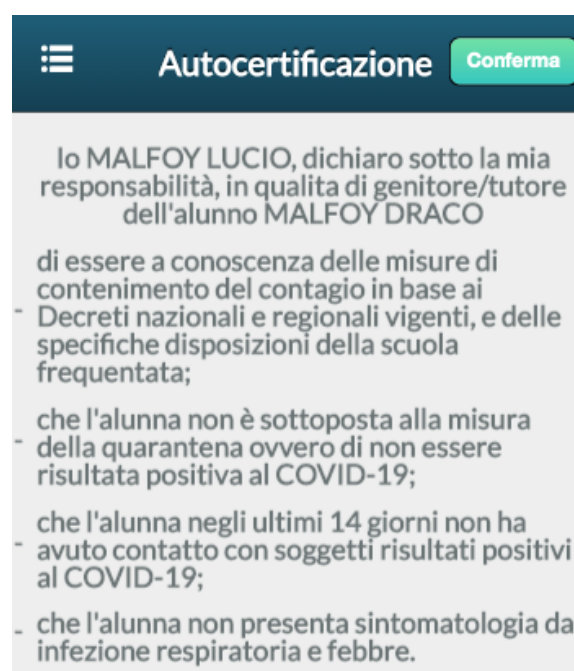 Autocertificazione
Conferma
Io MALFOY LUCIO, dichiaro sotto la mia
responsabilità, in qualita di genitore/tutore
dell'alunno MALFOY DRACO
di essere a conoscenza delle misure di
contenimento del contagio in base ai
- Decreti nazionali e regionali vigenti, e delle
specifiche disposizioni della scuola
frequentata;
che l'alunna non è sottoposta alla misura
- della quarantena ovvero di non essere
risultata positiva al COVID-19;
che l'alunna negli ultimi 14 giorni non ha
- avuto contatto con soggetti risultati positivi
al COVID-19;
- che l'alunna non presenta sintomatologia da
infezione respiratoria e febbre.